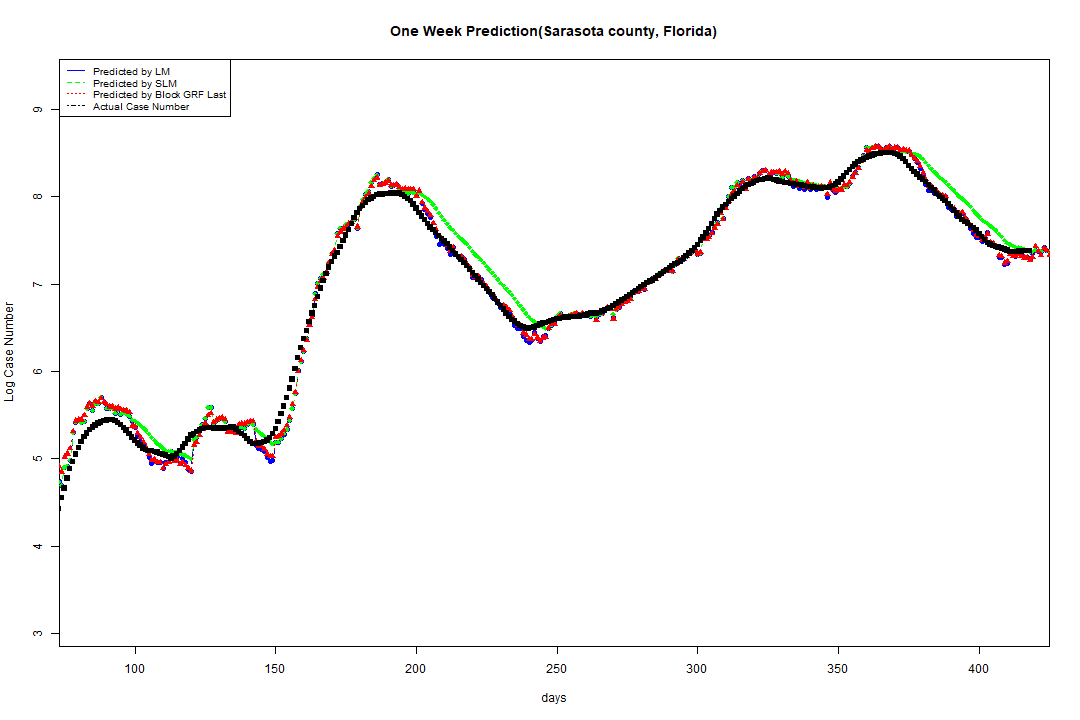 One Week Prediction(Sarasota county, Florida)
Predicted by LM
Predicted by SLM
Predicted by Block GRF Last
Actual Case Number
9
8
7
6
5
4
3
Log Case Number
100 150 200 250 300 350 400
days